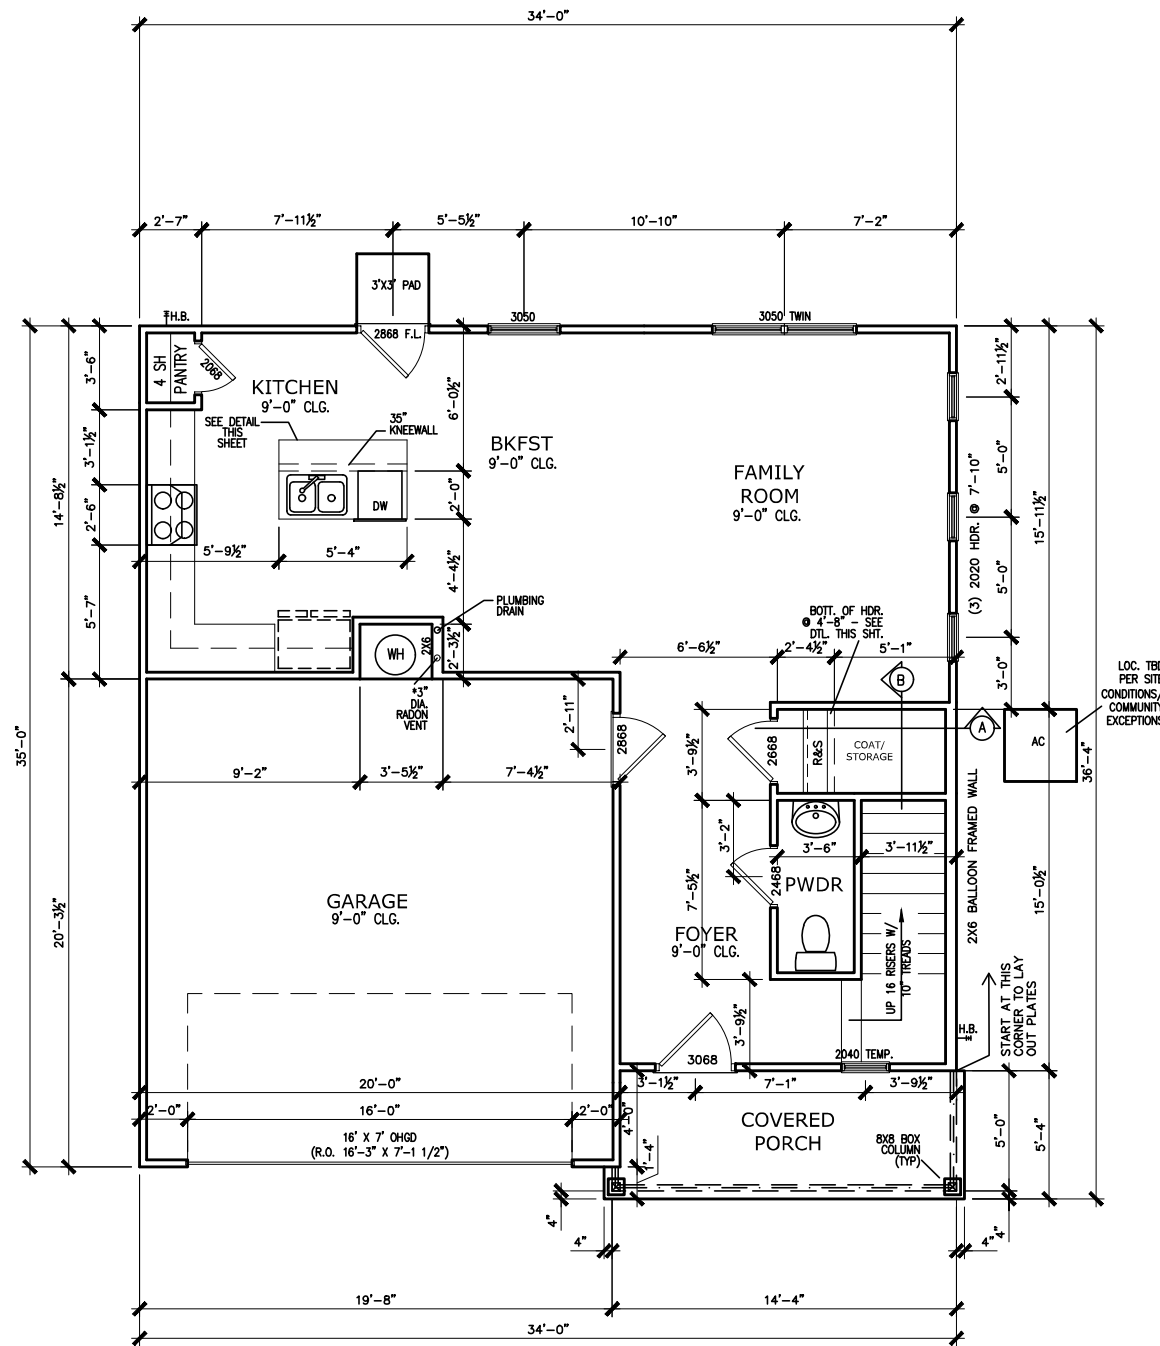 34'-0"
2'-7"
7'-11½"
5'-5½"
10'-10"
7'-2"
3'X3' PAD
H.B.
2868 F.L.
3050
3050 TWIN
4 SH
PANTRY
2068
KITCHEN
9'-0" CLG.
SEE DETAIL
THIS
SHEET
35"
KNEEWALL
6'-0½"
BKFST
9'-0" CLG.
FAMILY
ROOM
9'-0" CLG.
2'-11½"
5'-0"
5'-0"
3'-0"
(3) 2020 HDR. @ 7'-10"
15'-11½"
3'-6"
3'-1½"
2'-6"
5'-7"
14'-8½"
35'-0"
20'-3½"
DW
2'-0"
5'-9½"
5'-4"
4'-4½"
PLUMBING
DRAIN
2X6
2'-3½"
WH
*3"
DIA.
RADON
VENT
BOTT. OF HDR.
@ 4'-8" - SEE
DTL. THIS SHT.
6'-6½"
2'-4½"
5'-1"
B
A
LOC. TBD
PER SITE
CONDITIONS/
COMMUNITY
EXCEPTIONS
AC
36'-4"
2'-11"
2868
3'-9½"
2668
R&S
COAT/
STORAGE
9'-2"
3'-5½"
7'-4½"
3'-2"
3'-6"
3'-11½"
2X6 BALLOON FRAMED WALL
7'-5½"
2468
PWDR
GARAGE
9'-0" CLG.
FOYER
9'-0" CLG.
UP 16 RISERS W/
10" TREADS
15'-0½"
START AT THIS
CORNER TO LAY
OUT PLATES
H.B.
3'-9½"
3068
2040 TEMP.
20'-0"
3'-1½"
7'-1"
3'-9½"
2'-0"
16'-0"
2'-0"
4'-0"
COVERED
PORCH
16' X 7' OHGD
(R.O. 16'-3" X 7'-1 1/2")
1'-4"
8X8 BOX
COLUMN
(TYP)
5'-0"
5'-4"
4"
4"
4"
4"
19'-8"
14'-4"
34'-0"